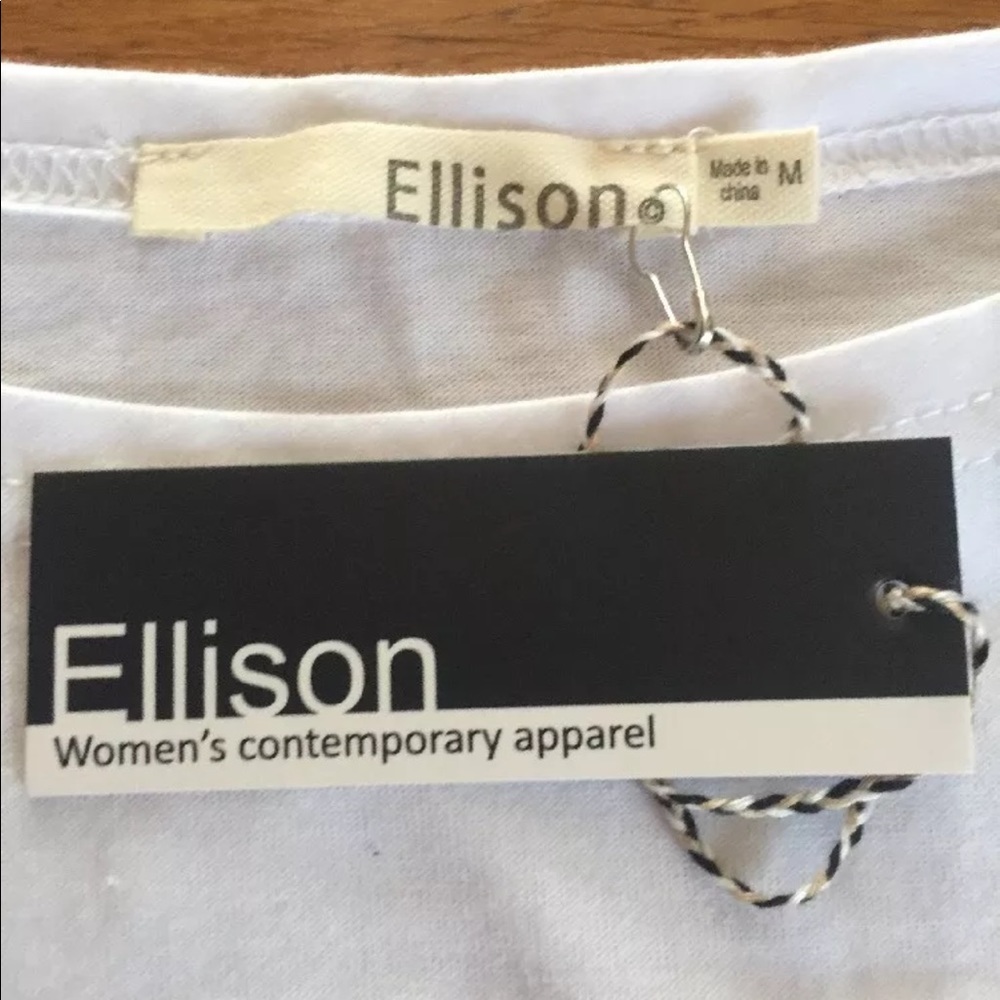 Ellison©
Made in
china
M
Ellison
Women's contemporary apparel